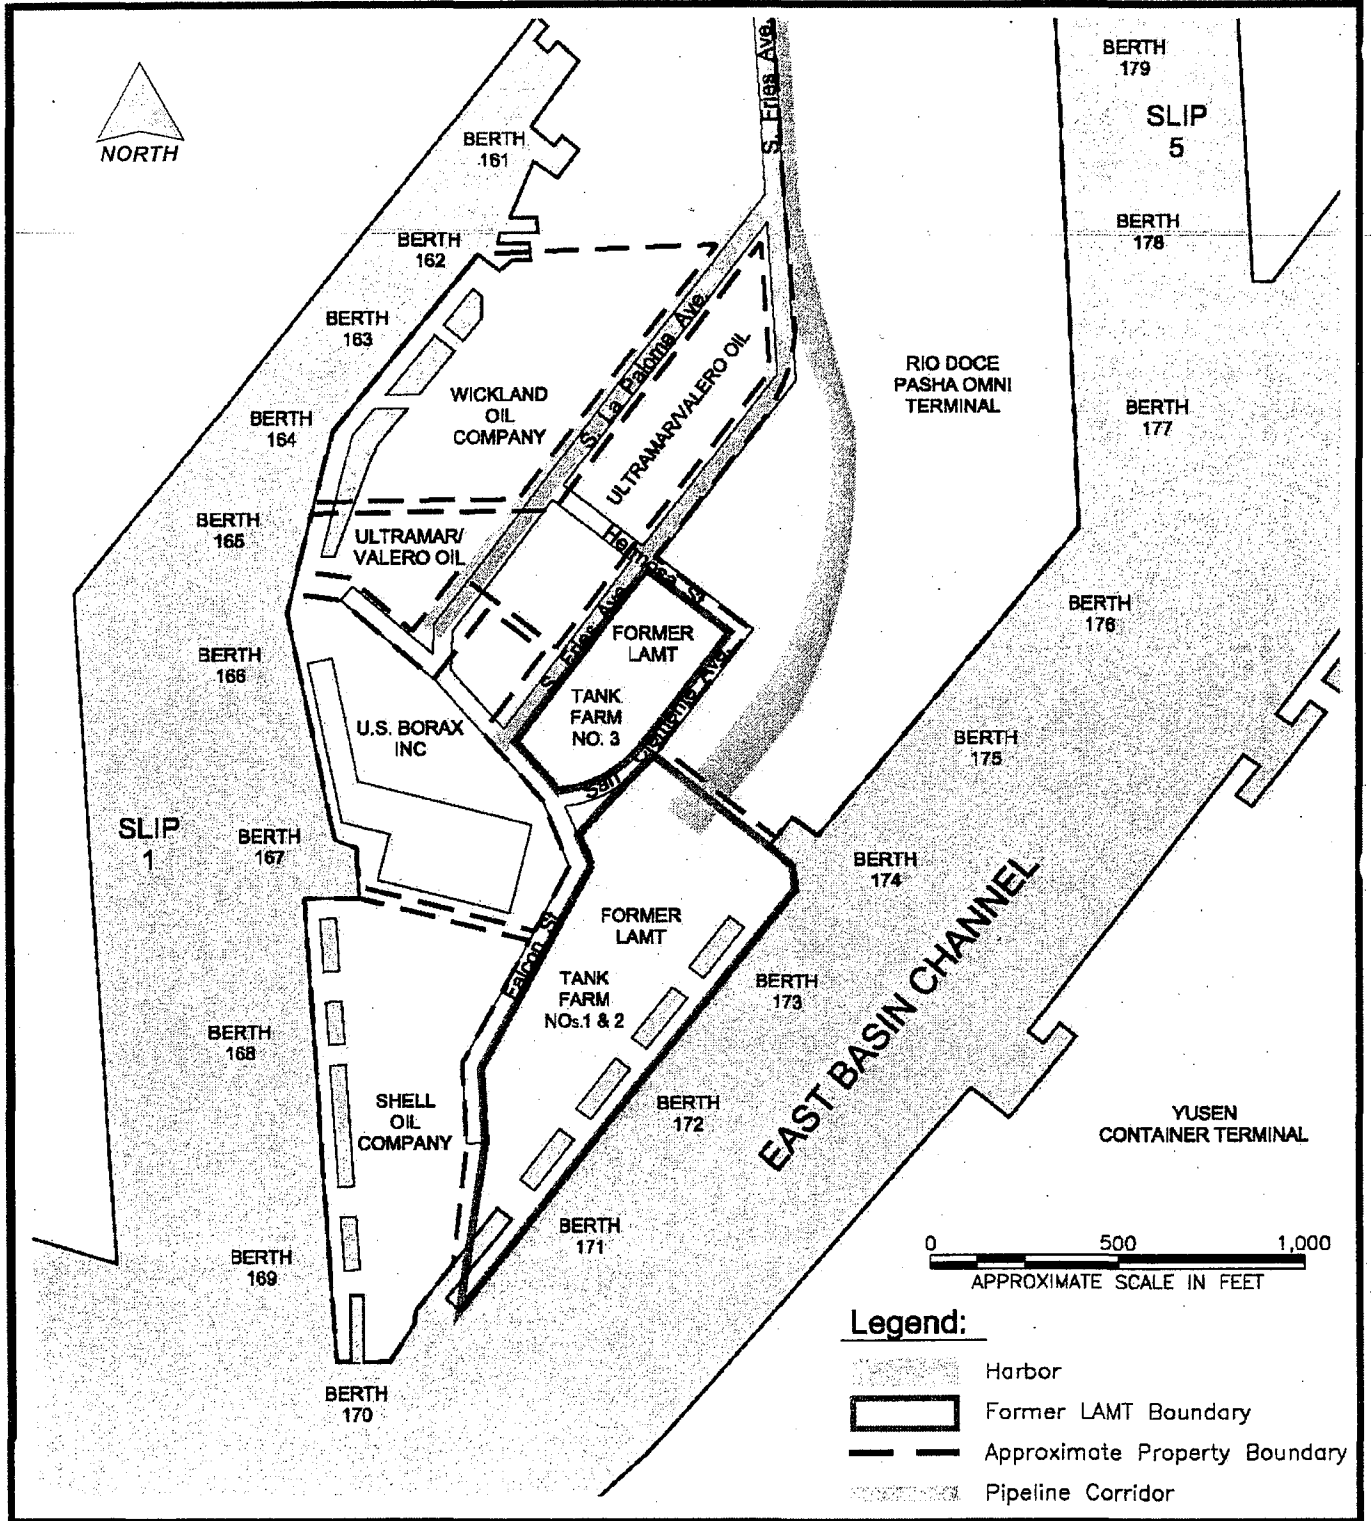 NORTH
BERTH
161
BERTH
162
BERTH
163
BERTH
164
BERTH
165
BERTH
166
BERTH
167
SLIP
1
BERTH
168
BERTH
169
BERTH
170
S. Fries Ave.
BERTH
179
SLIP
5
BERTH
178
BERTH
177
BERTH
176
BERTH
175
BERTH
174
BERTH
173
BERTH
172
BERTH
171
WICKLAND
OIL
COMPANY
S. La Paloma Ave.
ULTRAMAR/VALERO OIL
RIO DOCE
PASHA OMNI
TERMINAL
ULTRAMAR/
VALERO OIL
Hermosa St.
S. Fries Ave.
FORMER
LAMT
TANK
FARM
NO. 3
San Clemente Ave.
U.S. BORAX
INC
Falcon St.
FORMER
LAMT
TANK
FARM
NOs.1 & 2
SHELL
OIL
COMPANY
EAST BASIN CHANNEL
YUSEN
CONTAINER TERMINAL
0 500 1,000
APPROXIMATE SCALE IN FEET
Legend:
Harbor
Former LAMT Boundary
Approximate Property Boundary
Pipeline Corridor